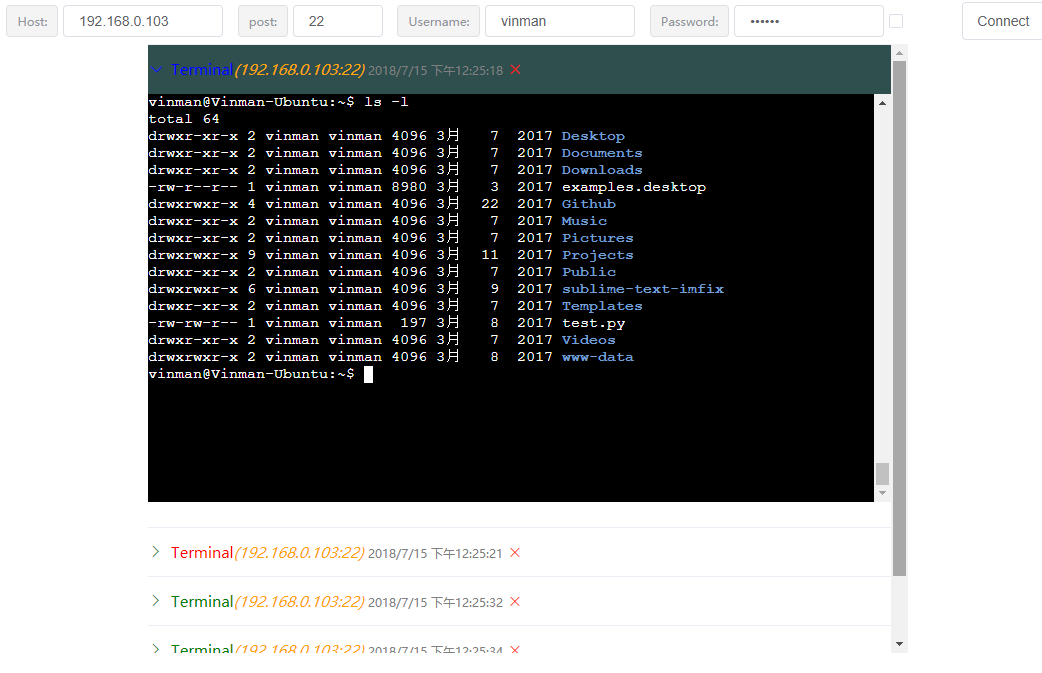 Host: 192.168.0.103 post: 22 Username: vinman Password: •••••• Connect
Terminal(192.168.0.103:22) 2018/7/15 下午12:25:18
vinman@Vinman-Ubuntu:~$ ls -l
total 64
drwxr-xr-x 2 vinman vinman 4096 3月 7 2017 Desktop
drwxr-xr-x 2 vinman vinman 4096 3月 7 2017 Documents
drwxr-xr-x 2 vinman vinman 4096 3月 7 2017 Downloads
-rw-r--r-- 1 vinman vinman 8980 3月 3 2017 examples.desktop
drwxrwxr-x 4 vinman vinman 4096 3月 22 2017 Github
drwxr-xr-x 2 vinman vinman 4096 3月 7 2017 Music
drwxr-xr-x 2 vinman vinman 4096 3月 7 2017 Pictures
drwxrwxr-x 9 vinman vinman 4096 3月 11 2017 Projects
drwxr-xr-x 2 vinman vinman 4096 3月 7 2017 Public
drwxrwxr-x 6 vinman vinman 4096 3月 9 2017 sublime-text-imfix
drwxr-xr-x 2 vinman vinman 4096 3月 7 2017 Templates
-rw-rw-r-- 1 vinman vinman 197 3月 8 2017 test.py
drwxr-xr-x 2 vinman vinman 4096 3月 7 2017 Videos
drwxrwxr-x 2 vinman vinman 4096 3月 8 2017 www-data
vinman@Vinman-Ubuntu:~$
Terminal(192.168.0.103:22) 2018/7/15 下午12:25:21
Terminal(192.168.0.103:22) 2018/7/15 下午12:25:32
Terminal(192.168.0.103:22) 2018/7/15 下午12:25:34